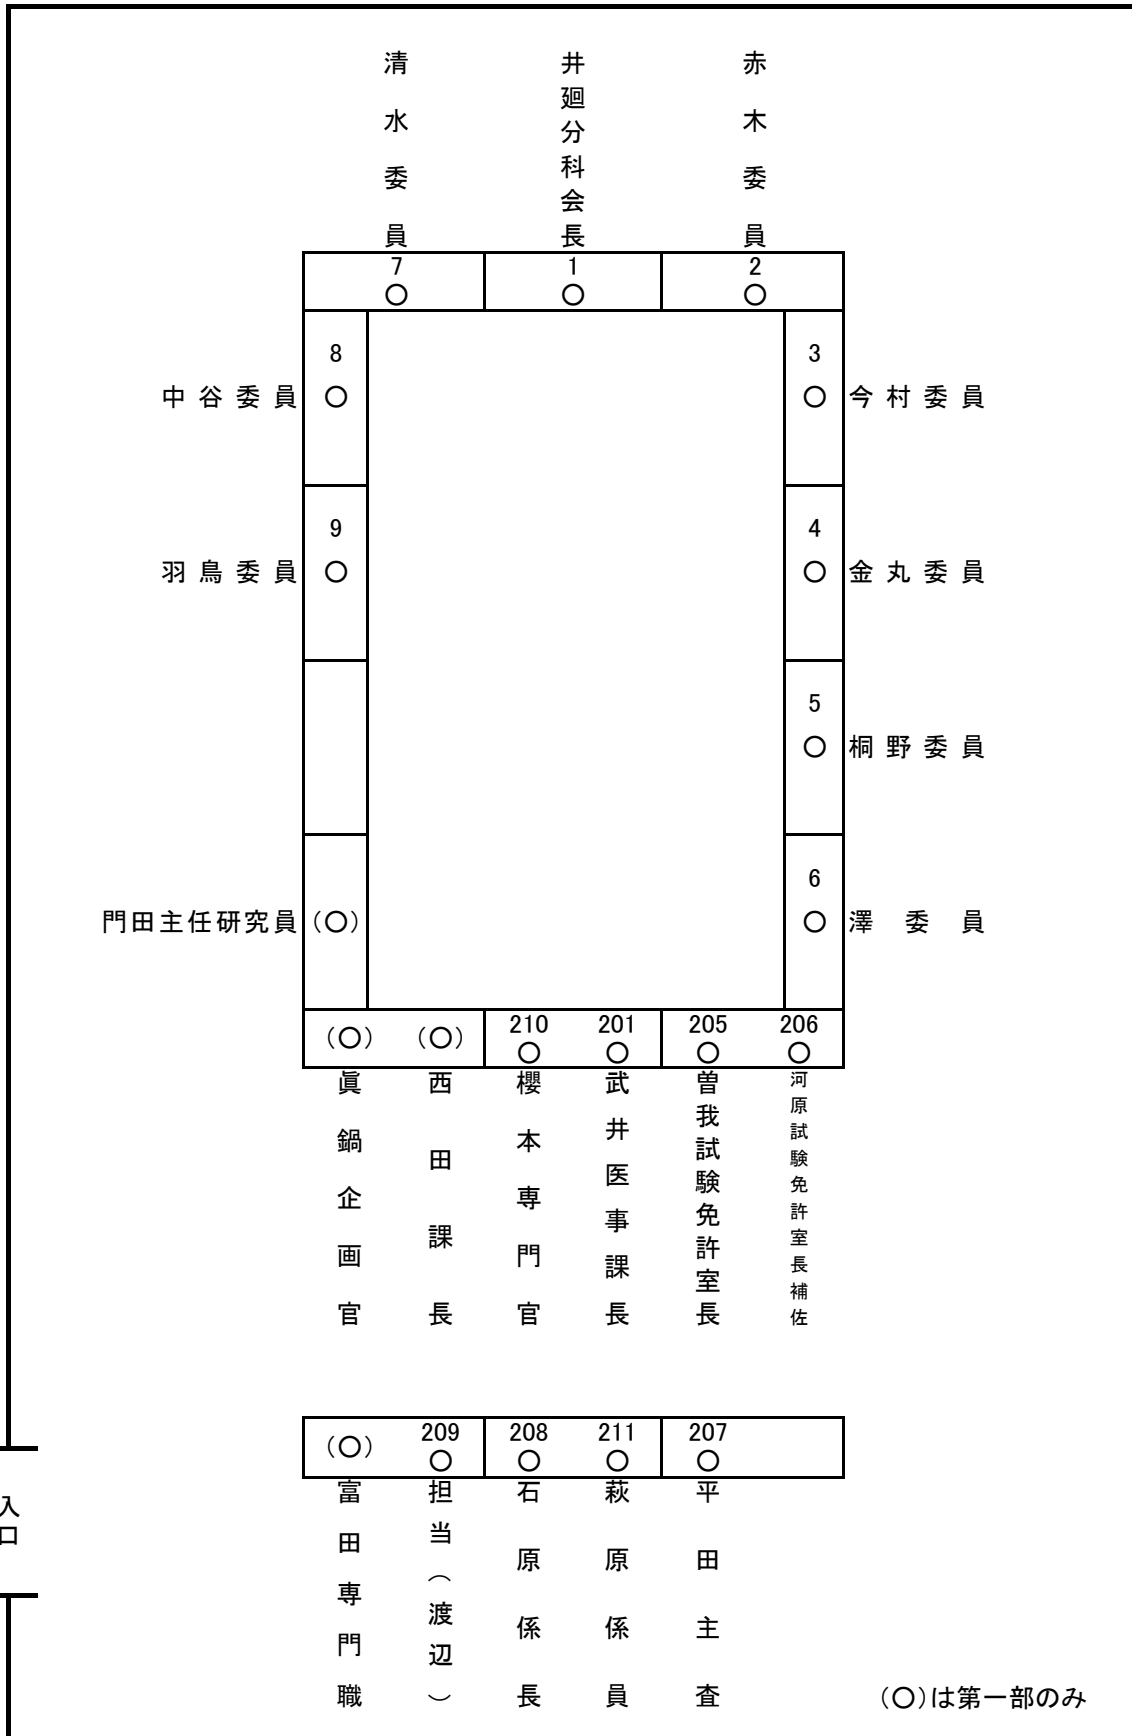 清水委員
井廻分科会長
赤木委員
7
○
1
○
2
○
8
中谷委員
○
3
○
今村委員
9
羽鳥委員
○
4
○
金丸委員
5
○
桐野委員
門田主任研究員
(○)
6
○
澤委員
(○)
(○)
210
○
201
○
205
○
206
○
眞鍋企画官
西田課長
櫻本専門官
武井医事課長
曽我試験免許室長
河原試験免許室長補佐
(○)
209
○
208
○
211
○
207
○
富田専門職
担当(渡辺)
石原係長
萩原係員
平田主査
入口
(○)は第一部のみ